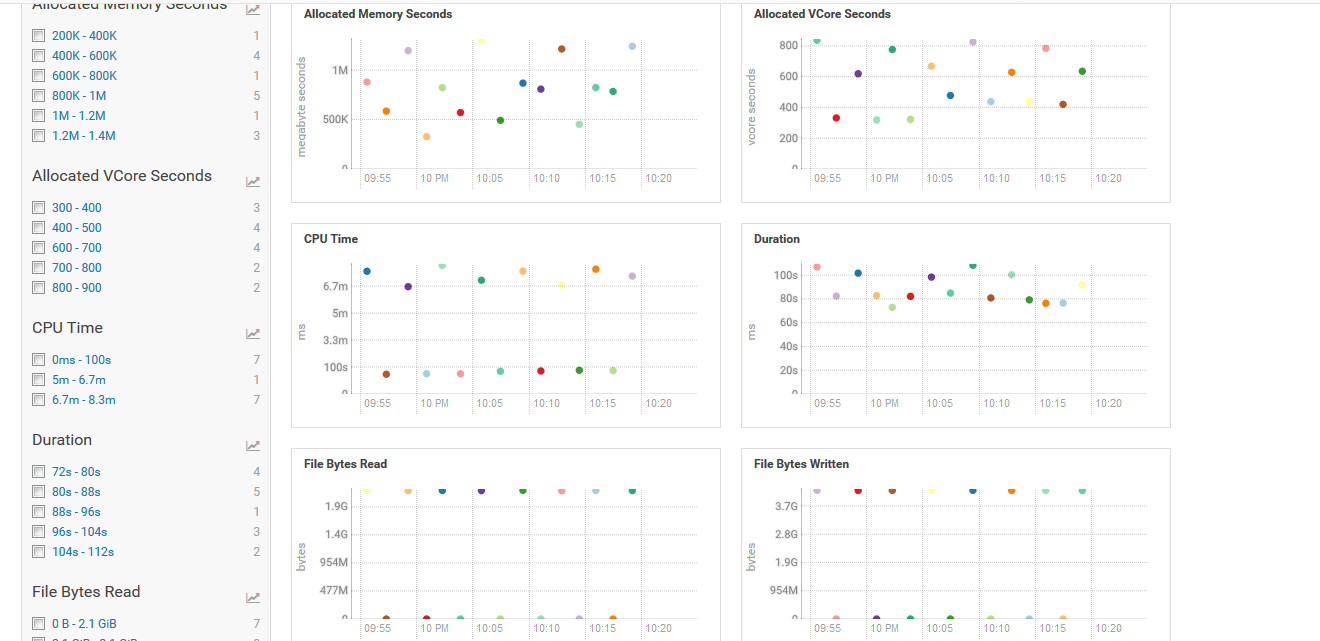 Allocated Memory Seconds
200K - 400K 1
400K - 600K 4
600K - 800K 1
800K - 1M 5
1M - 1.2M 1
1.2M - 1.4M 3
Allocated VCore Seconds
300 - 400 3
400 - 500 4
600 - 700 4
700 - 800 2
800 - 900 2
CPU Time
0ms - 100s 7
5m - 6.7m 1
6.7m - 8.3m 7
Duration
72s - 80s 4
80s - 88s 5
88s - 96s 1
96s - 104s 3
104s - 112s 2
File Bytes Read
0 B - 2.1 GiB 7
Allocated Memory Seconds
megabyte seconds
1M
500K
0
09:55 10 PM 10:05 10:10 10:15 10:20
Allocated VCore Seconds
vcore seconds
800
600
400
200
0
09:55 10 PM 10:05 10:10 10:15 10:20
CPU Time
ms
6.7m
5m
3.3m
100s
0
09:55 10 PM 10:05 10:10 10:15 10:20
Duration
ms
100s
80s
60s
40s
20s
0
09:55 10 PM 10:05 10:10 10:15 10:20
File Bytes Read
bytes
1.9G
1.4G
954M
477M
0
09:55 10 PM 10:05 10:10 10:15 10:20
File Bytes Written
bytes
3.7G
2.8G
1.9G
954M
0
09:55 10 PM 10:05 10:10 10:15 10:20